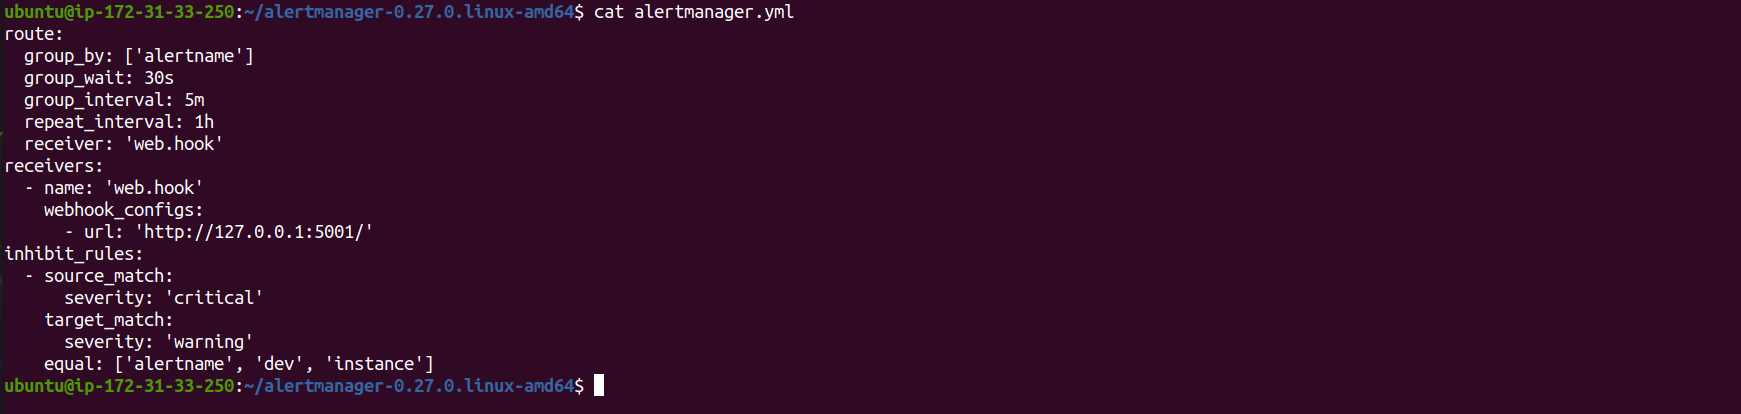 ubuntu@ip-172-31-33-250:~/alertmanager-0.27.0.linux-amd64$ cat alertmanager.yml
route:
  group_by: ['alertname']
  group_wait: 30s
  group_interval: 5m
  repeat_interval: 1h
  receiver: 'web.hook'
receivers:
  - name: 'web.hook'
    webhook_configs:
      - url: 'http://127.0.0.1:5001/'
inhibit_rules:
  - source_match:
      severity: 'critical'
    target_match:
      severity: 'warning'
    equal: ['alertname', 'dev', 'instance']
ubuntu@ip-172-31-33-250:~/alertmanager-0.27.0.linux-amd64$